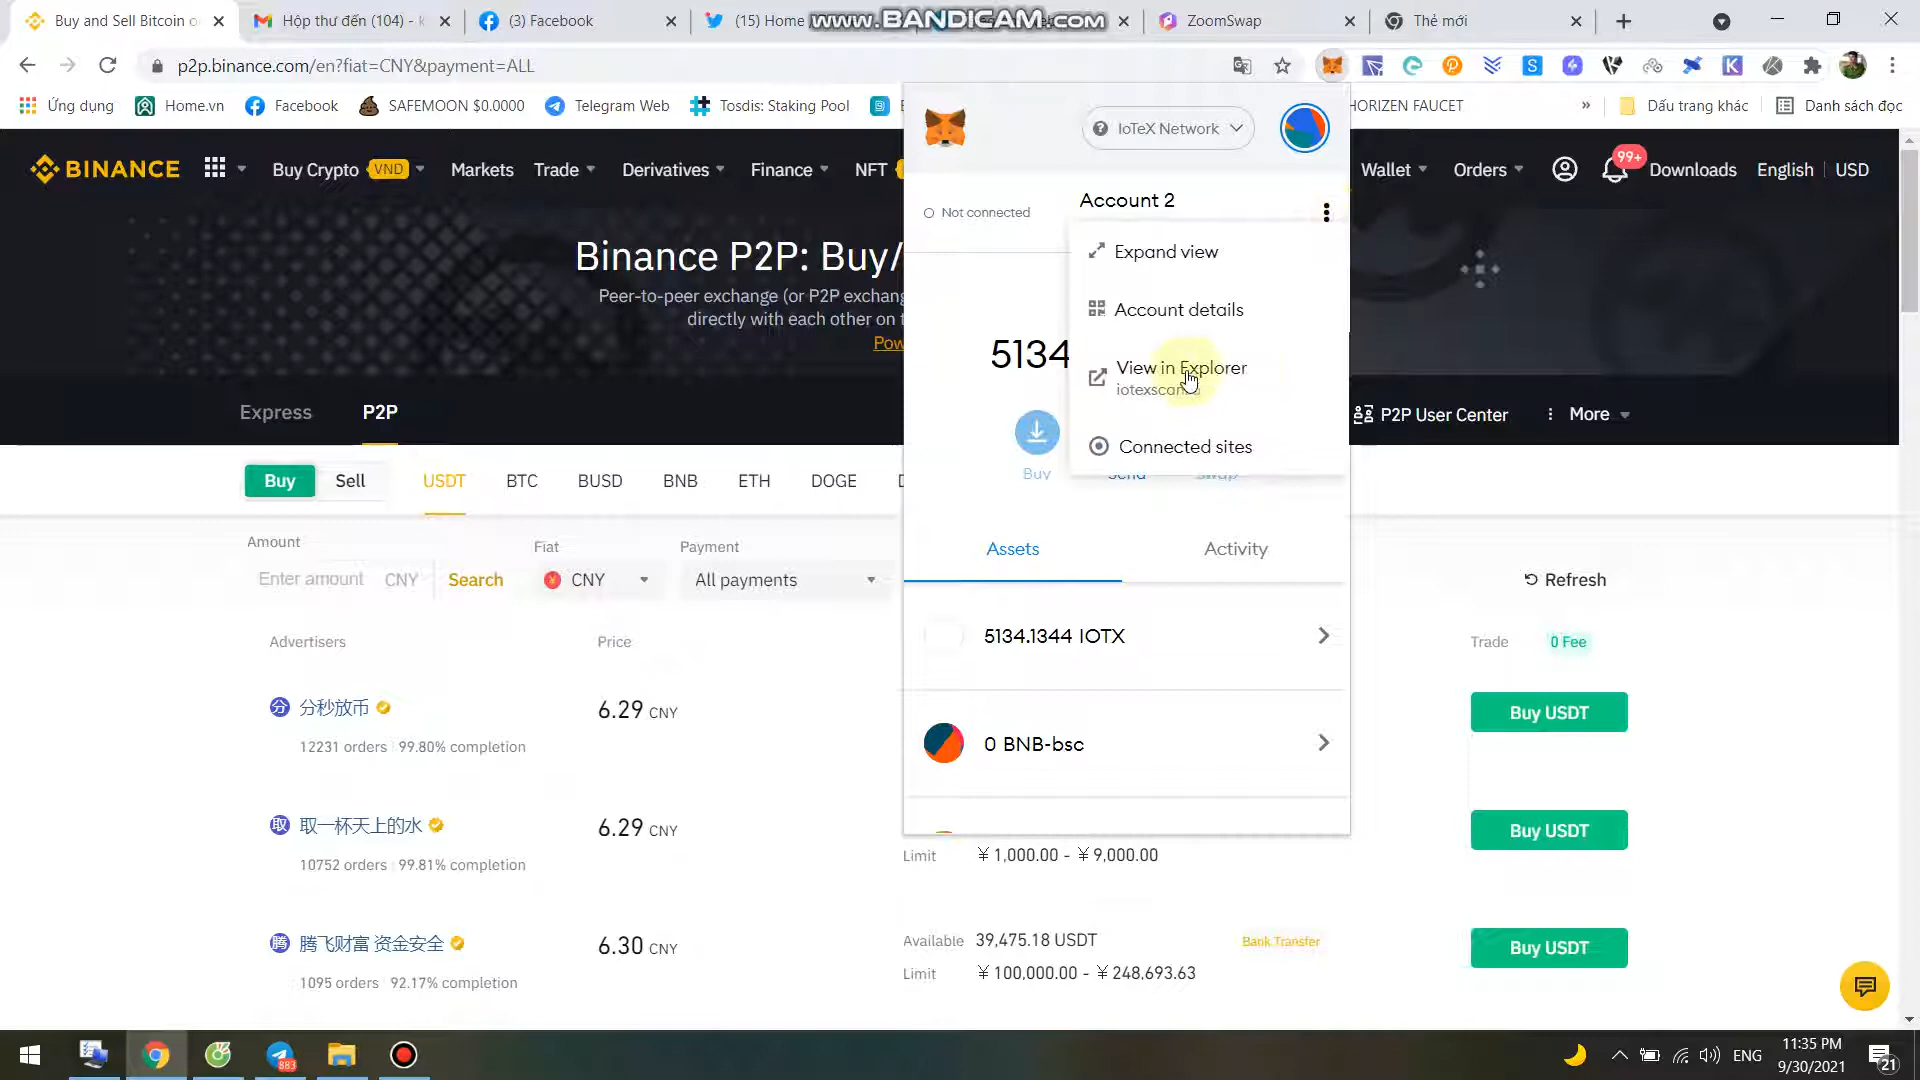 Buy and Sell Bitcoin o
Hộp thư đến (104) - k
(3) Facebook
(15) Home
www.BANDICAM.com
ZoomSwap
Thẻ mới
p2p.binance.com/en?fiat=CNY&payment=ALL
Ứng dụng
Home.vn
Facebook
SAFEMOON $0.0000
Telegram Web
Tosdis: Staking Pool
HORIZEN FAUCET
»
Dấu trang khác
Danh sách đọc
BINANCE
Buy Crypto VND
Markets
Trade
Derivatives
Finance
NFT
Wallet
Orders
99+
Downloads
English
USD
IoTeX Network
Not connected
Account 2
Expand view
Account details
View in Explorer
Connected sites
Binance P2P: Buy/
Peer-to-peer exchange (or P2P exchang
directly with each other on t
Pow
5134
Buy
Send
Swap
Express
P2P
P2P User Center
More
Buy
Sell
USDT
BTC
BUSD
BNB
ETH
DOGE
Amount
Enter amount
CNY
Search
Fiat
CNY
Payment
All payments
Refresh
Assets
Activity
5134.1344 IOTX
0 BNB-bsc
Advertisers
Price
Trade
0 Fee
分 分秒放币
6.29 CNY
Buy USDT
12231 orders
99.80% completion
取 取一杯天上的水
6.29 CNY
Buy USDT
10752 orders
99.81% completion
Limit
¥ 1,000.00 - ¥ 9,000.00
腾 腾飞财富 资金安全
6.30 CNY
Available
39,475.18 USDT
Bank Transfer
Buy USDT
1095 orders
92.17% completion
Limit
¥ 100,000.00 - ¥ 248,693.63
883
ENG
11:35 PM
9/30/2021
21